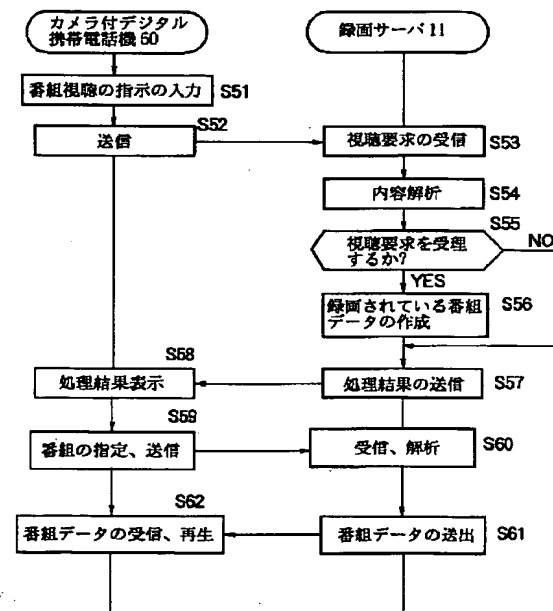 カメラ付デジタル
携帯電話機60
録画サーバ11
番組視聴の指示の入力
S51
S52
送信
視聴要求の受信
S53
内容解析
S54
S55
視聴要求を受理
するか?
NO
YES
録画されている番組
データの作成
S56
S58
処理結果表示
処理結果の送信
S57
S59
番組の指定、送信
受信、解析
S60
S62
番組データの受信、再生
番組データの送出
S61